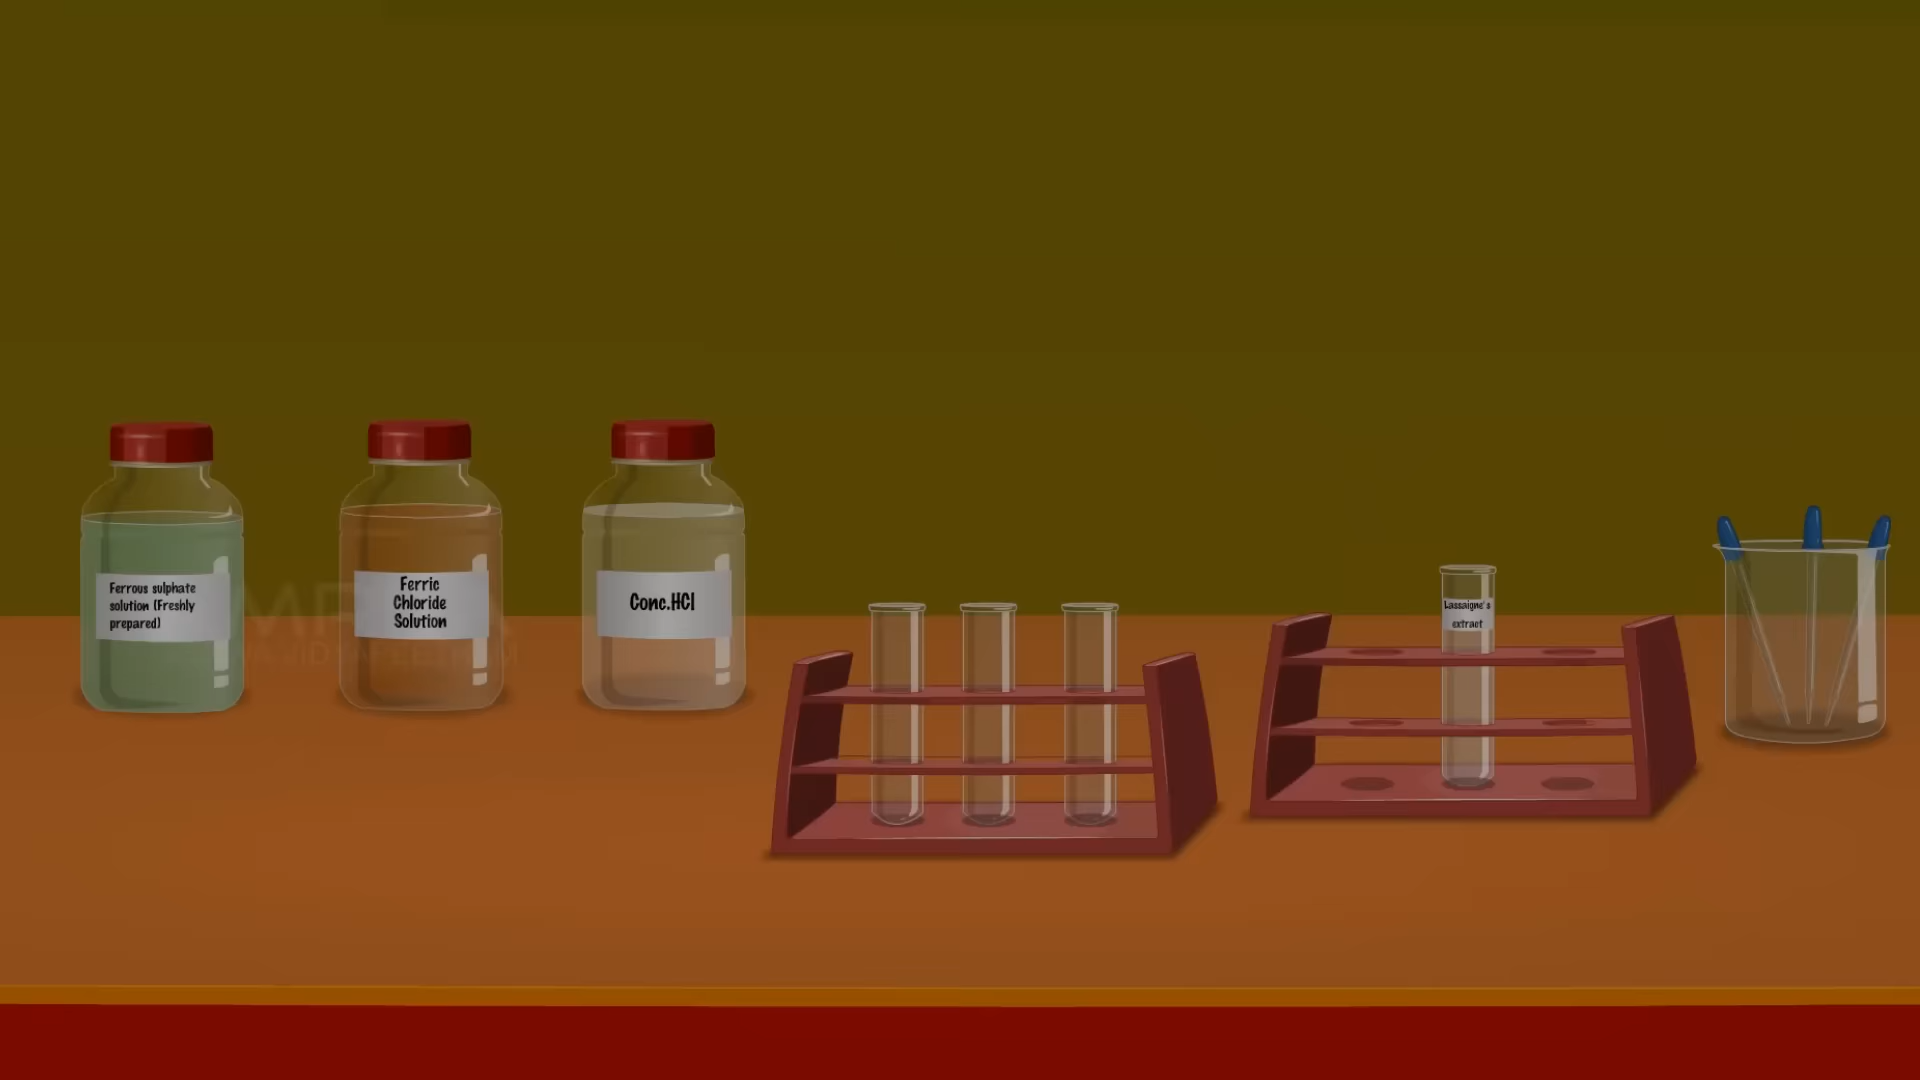 Ferrous sulphate
solution (Freshly
prepared)
Ferric
Chloride
Solution
Conc.HCl
Lassaigne's
extract